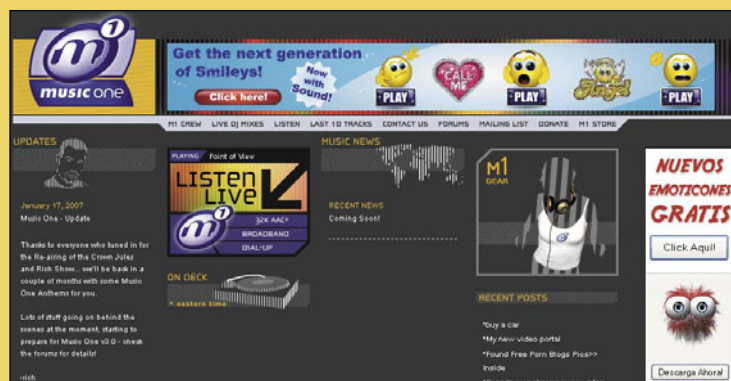 m1
MUSIC one
Get the next generation
of Smileys!
Now
with
Sound!
Click here!
PLAY
CALL
ME
PLAY
Angel
PLAY
M1 CREW LIVE DJ MIXES LISTEN LAST 10 TRACKS CONTACT US FORUMS MAILING LIST DONATE M1 STORE
UPDATES
January 17, 2007
Music One - Update
Thanks to everyone who tuned in for
the Re-airing of the Crown Julez
and Rich Show... we'll be back in a
couple of months with some Music
One Anthems for you.
Lots of stuff going on behind the
scenes at the moment, starting to
prepare for Music One v3.0 - check
the forums for details!
-rich
PLAYING Point of View
LISTEN
LIVE
m1
32K AAC+
BROADBAND
DIAL-UP
ON DECK
* eastern time
MUSIC NEWS
RECENT NEWS
Coming Soon!
M1
GEAR
RECENT POSTS
*buy a car
*My new video portal
*Found Free Porn Blogs Pics>>
Inside
NUEVOS
EMOTICONES
GRATIS
Click Aqui!
Descarga Ahora!